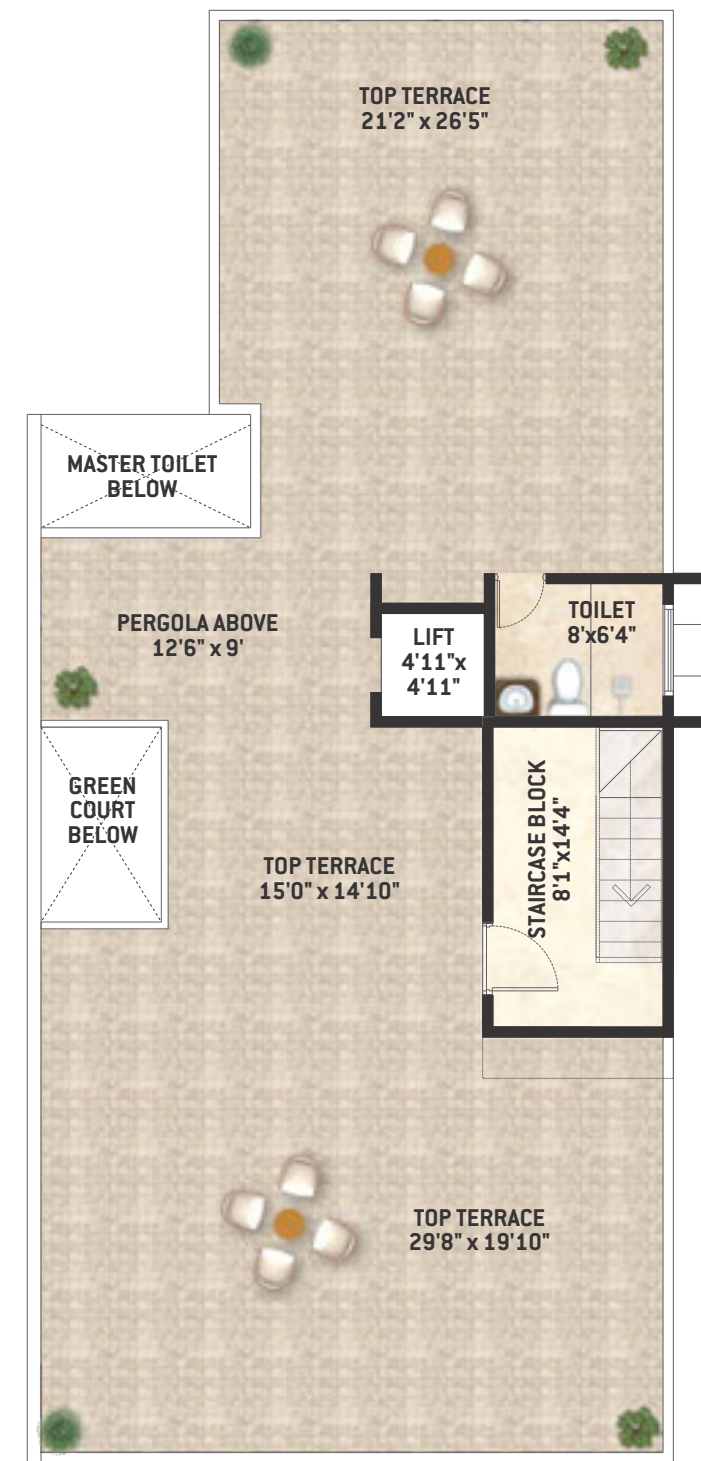 TOP TERRACE
21'2" x 26'5"
MASTER TOILET
BELOW
PERGOLA ABOVE
12'6" x 9'
LIFT
4'11"x
4'11"
TOILET
8'x6'4"
GREEN
COURT
BELOW
STAIRCASE BLOCK
8'1"x14'4"
TOP TERRACE
15'0" x 14'10"
TOP TERRACE
29'8" x 19'10"